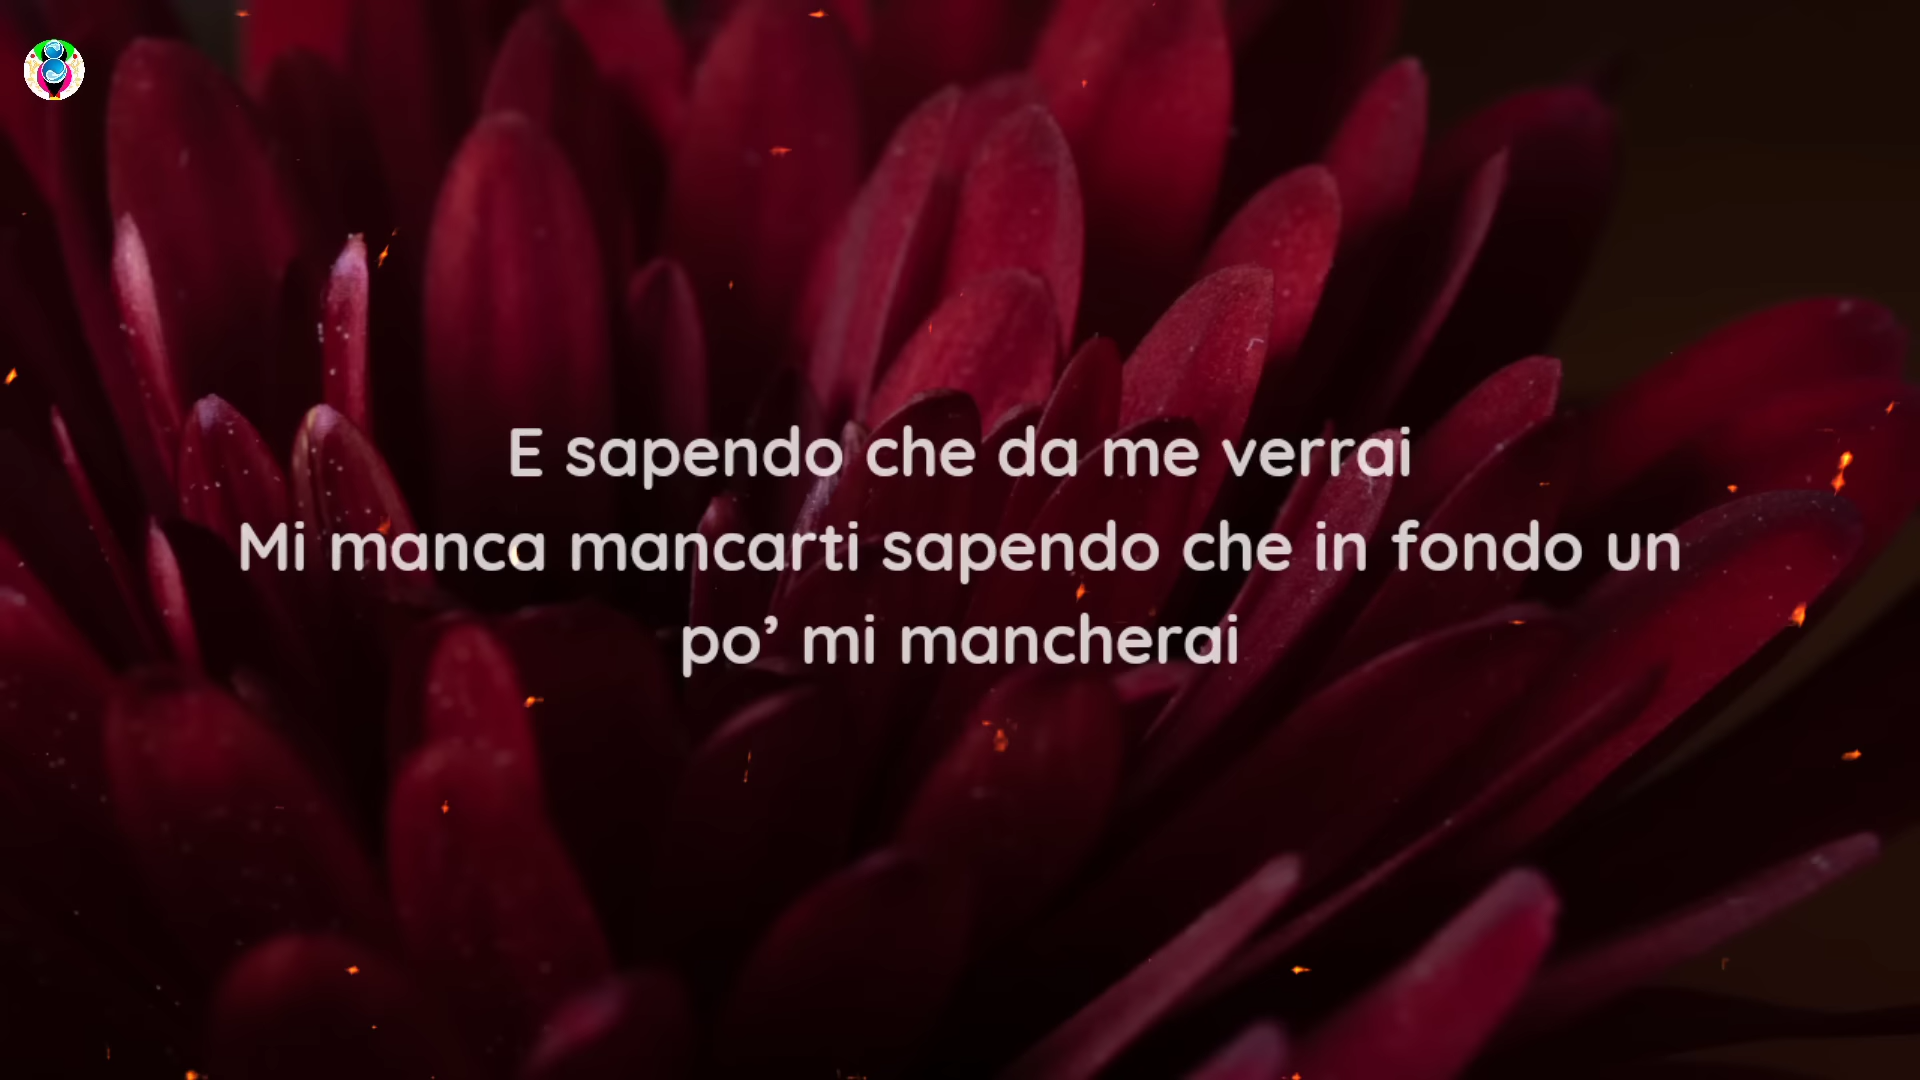 E sapendo che da me verrai
Mi manca mancarti sapendo che in fondo un
po’ mi mancherai